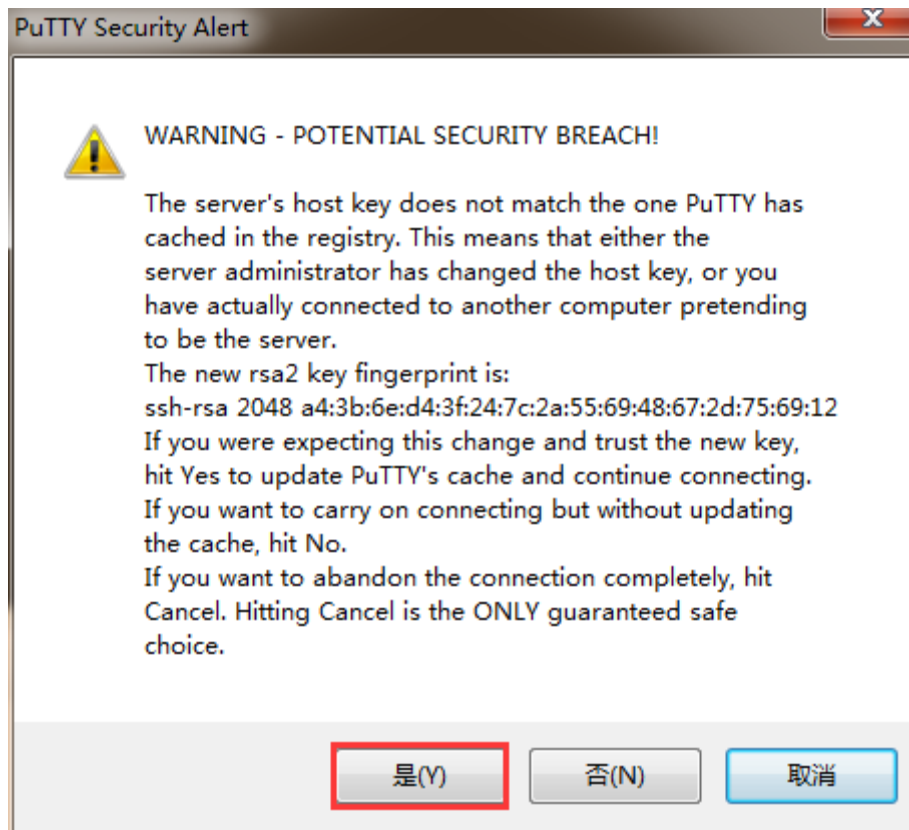 PuTTY Security Alert
WARNING - POTENTIAL SECURITY BREACH!
The server's host key does not match the one PuTTY has
cached in the registry. This means that either the
server administrator has changed the host key, or you
have actually connected to another computer pretending
to be the server.
The new rsa2 key fingerprint is:
ssh-rsa 2048 a4:3b:6e:d4:3f:24:7c:2a:55:69:48:67:2d:75:69:12
If you were expecting this change and trust the new key,
hit Yes to update PuTTY's cache and continue connecting.
If you want to carry on connecting but without updating
the cache, hit No.
If you want to abandon the connection completely, hit
Cancel. Hitting Cancel is the ONLY guaranteed safe
choice.
是(Y) 否(N) 取消